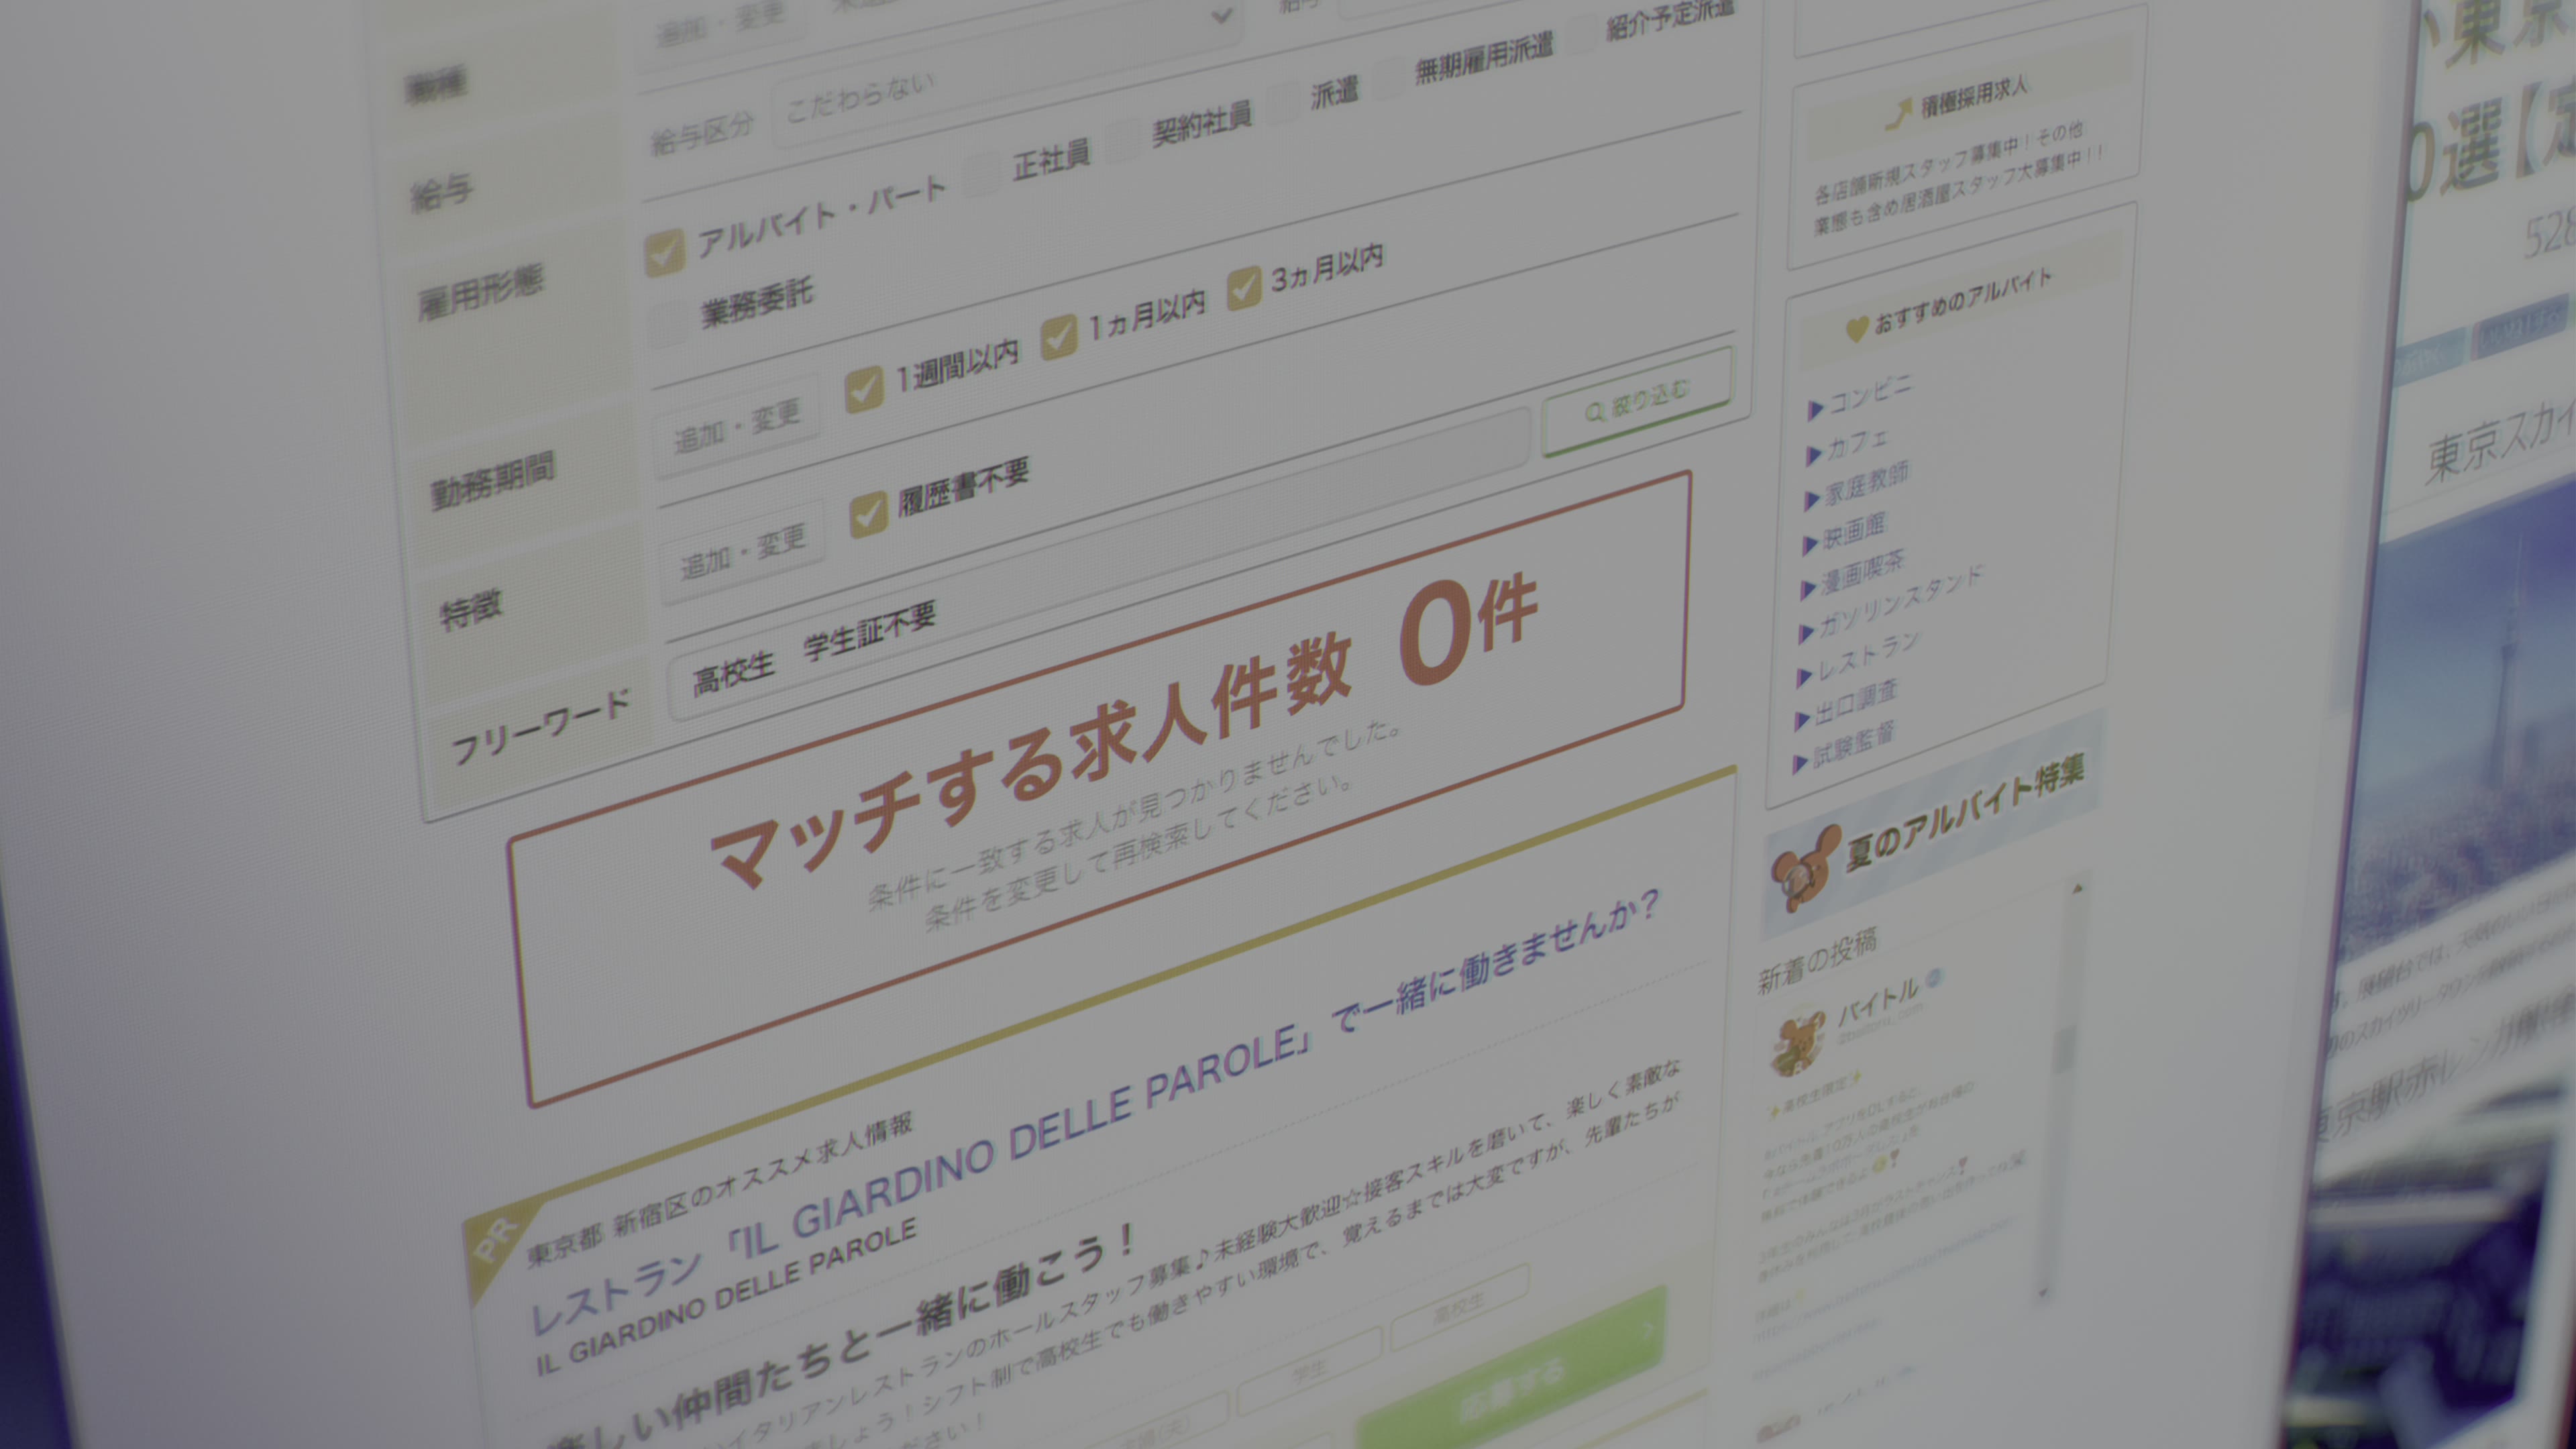 追加・変更
職種
給与区分
こだわらない
給与
アルバイト・パート
正社員
契約社員
派遣
無期雇用派遣
紹介予定派遣
雇用形態
業務委託
勤務期間
追加・変更
1週間以内
1ヵ月以内
3ヵ月以内
特徴
追加・変更
履歴書不要
フリーワード
高校生 学生証不要
絞り込む
マッチする求人件数 0件
条件に一致する求人が見つかりませんでした。
条件を変更して再検索してください。
PR
東京都 新宿区のオススメ求人情報
レストラン「IL GIARDINO DELLE PAROLE」で一緒に働きませんか?
IL GIARDINO DELLE PAROLE
楽しい仲間たちと一緒に働こう!
イタリアンレストランのホールスタッフ募集♪未経験大歓迎☆接客スキルを磨いて、楽しく素敵な
しょう!シフト制で高校生でも働きやすい環境で、覚えるまでは大変ですが、先輩たちが
ださい!
学生
高校生
応募する
積極採用求人
各店舗新規スタッフ募集中!その他
業態も含め居酒屋スタッフ大募集中!!
おすすめのアルバイト
▶コンビニ
▶カフェ
▶家庭教師
▶映画館
▶漫画喫茶
▶ガソリンスタンド
▶レストラン
▶出口調査
▶試験監督
夏のアルバイト特集
新着の投稿
バイトル
高校生限定
い東京
0選【定
528
東京スカイ
東京駅赤レンガ